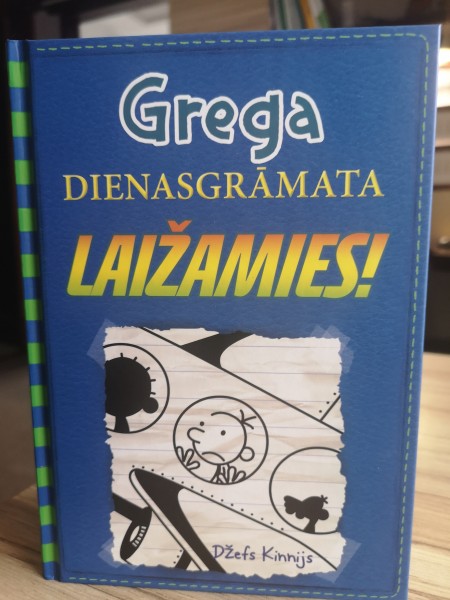 Grega
DIENASGRĀMATA
LAIŽAMIES!
Džefs Kinnijs